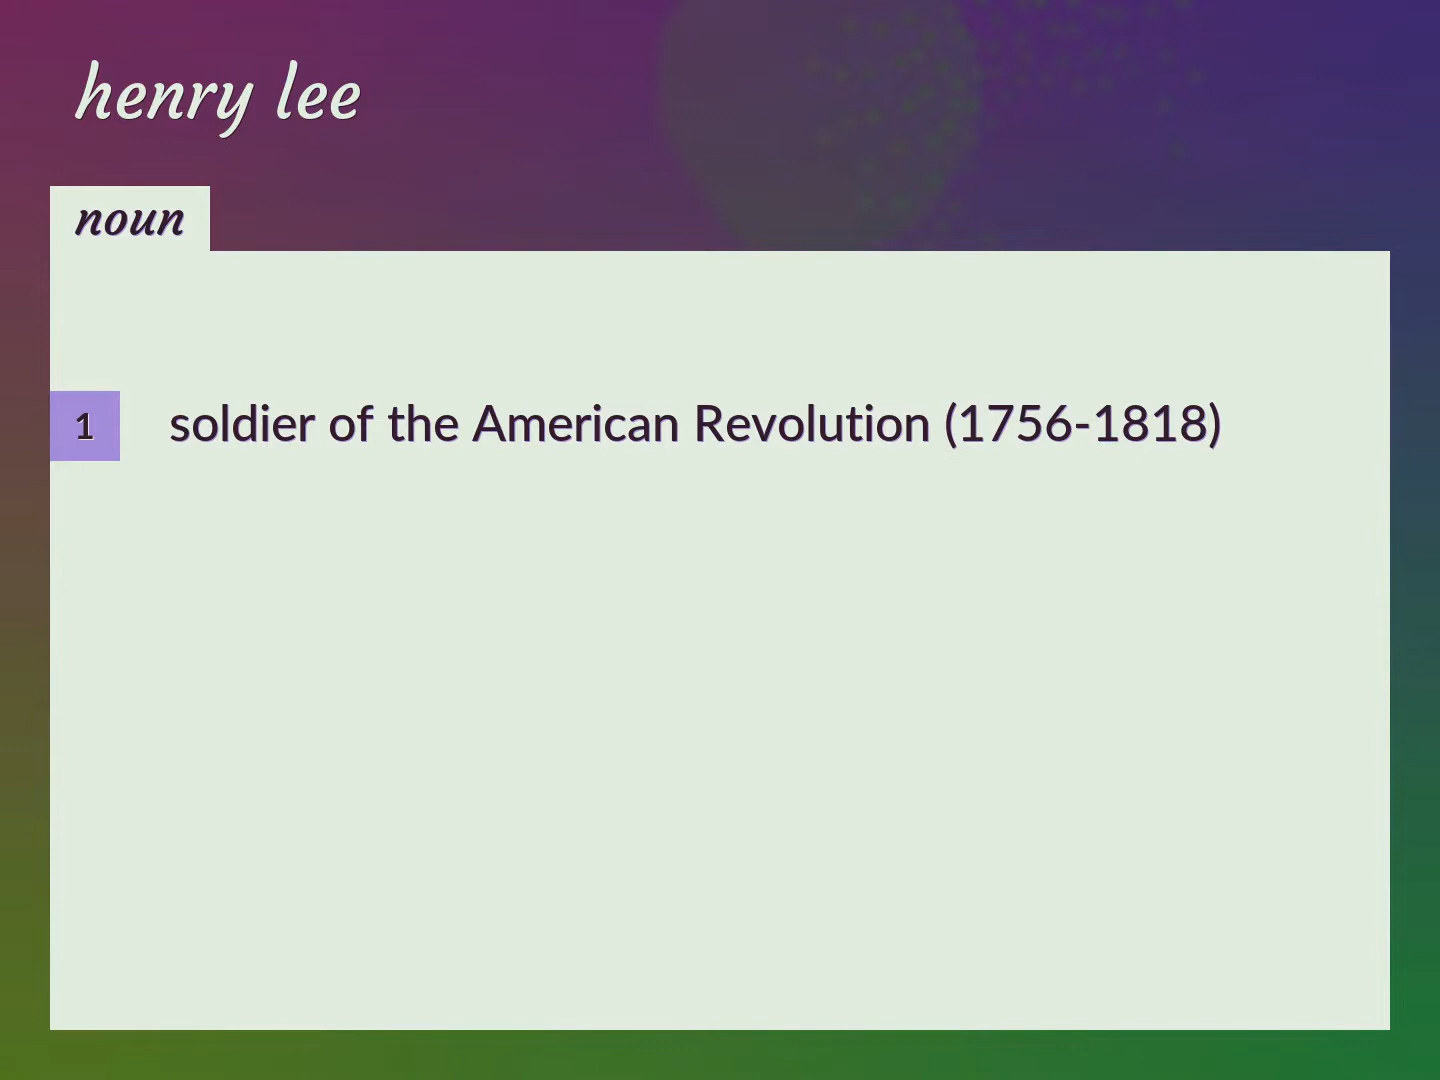 henry lee
noun
1 soldier of the American Revolution (1756-1818)